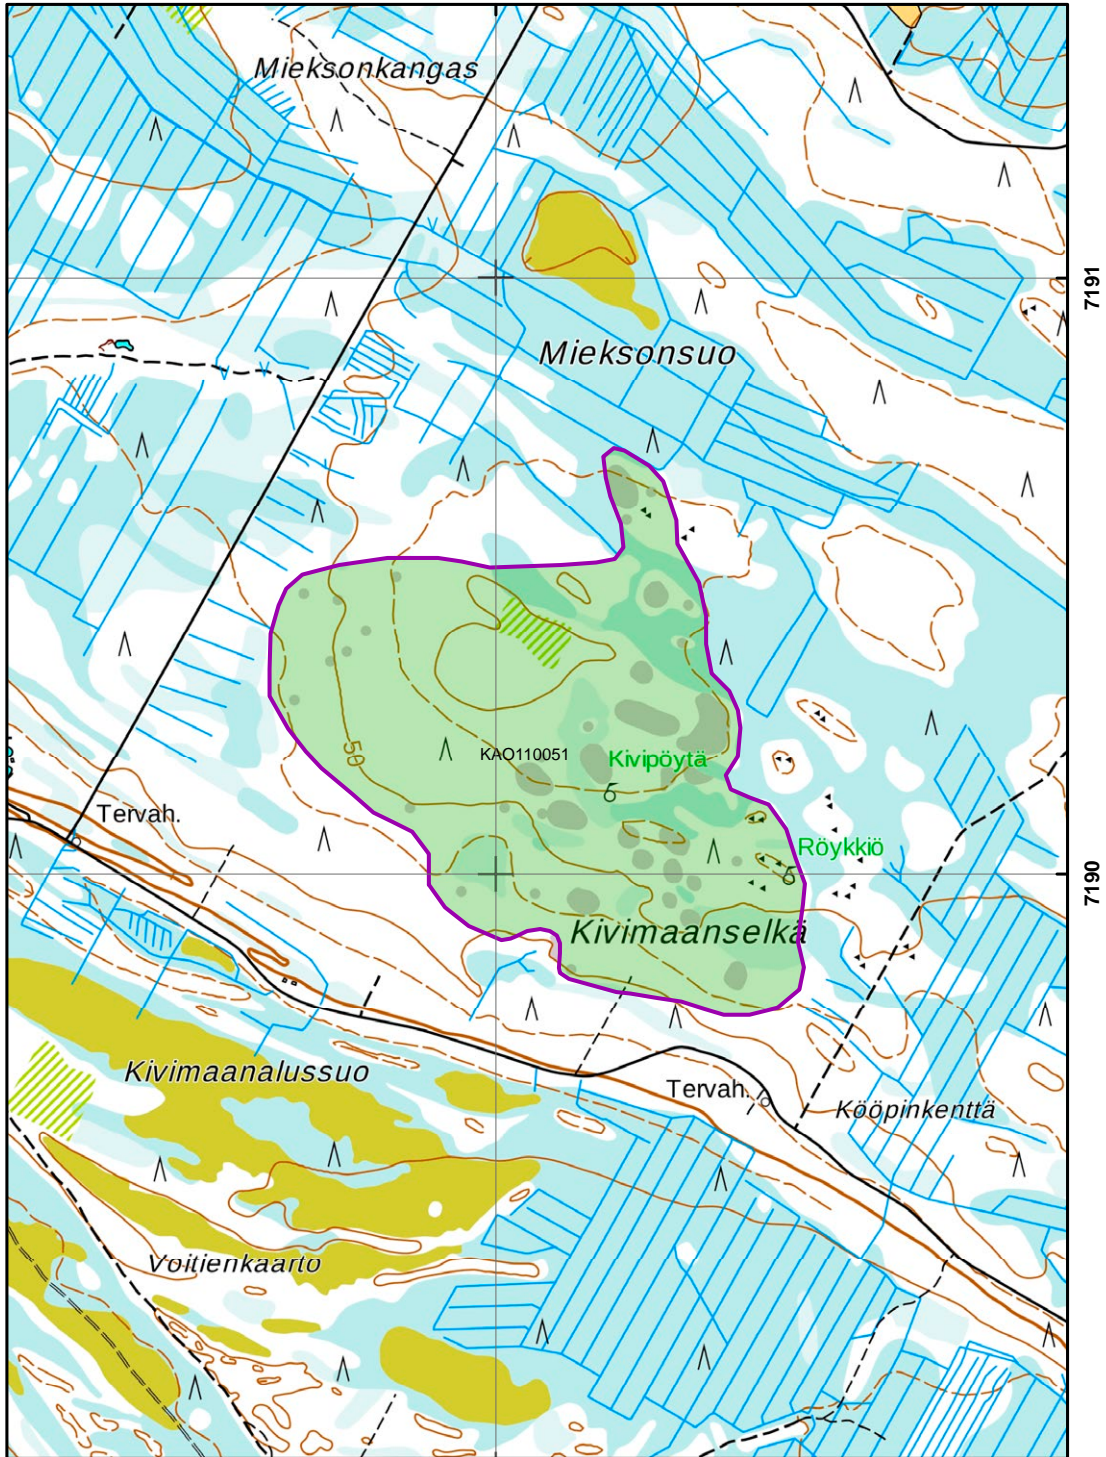 Mieksonkangas
7191
Mieksonsuo
50
KAO110051
Kivipöytä
Tervah.
Röykkiö
7190
Kivimaanselkä
Kivimaanalussuo
Tervah.
Kööpinkenttä
Voitienkaarto